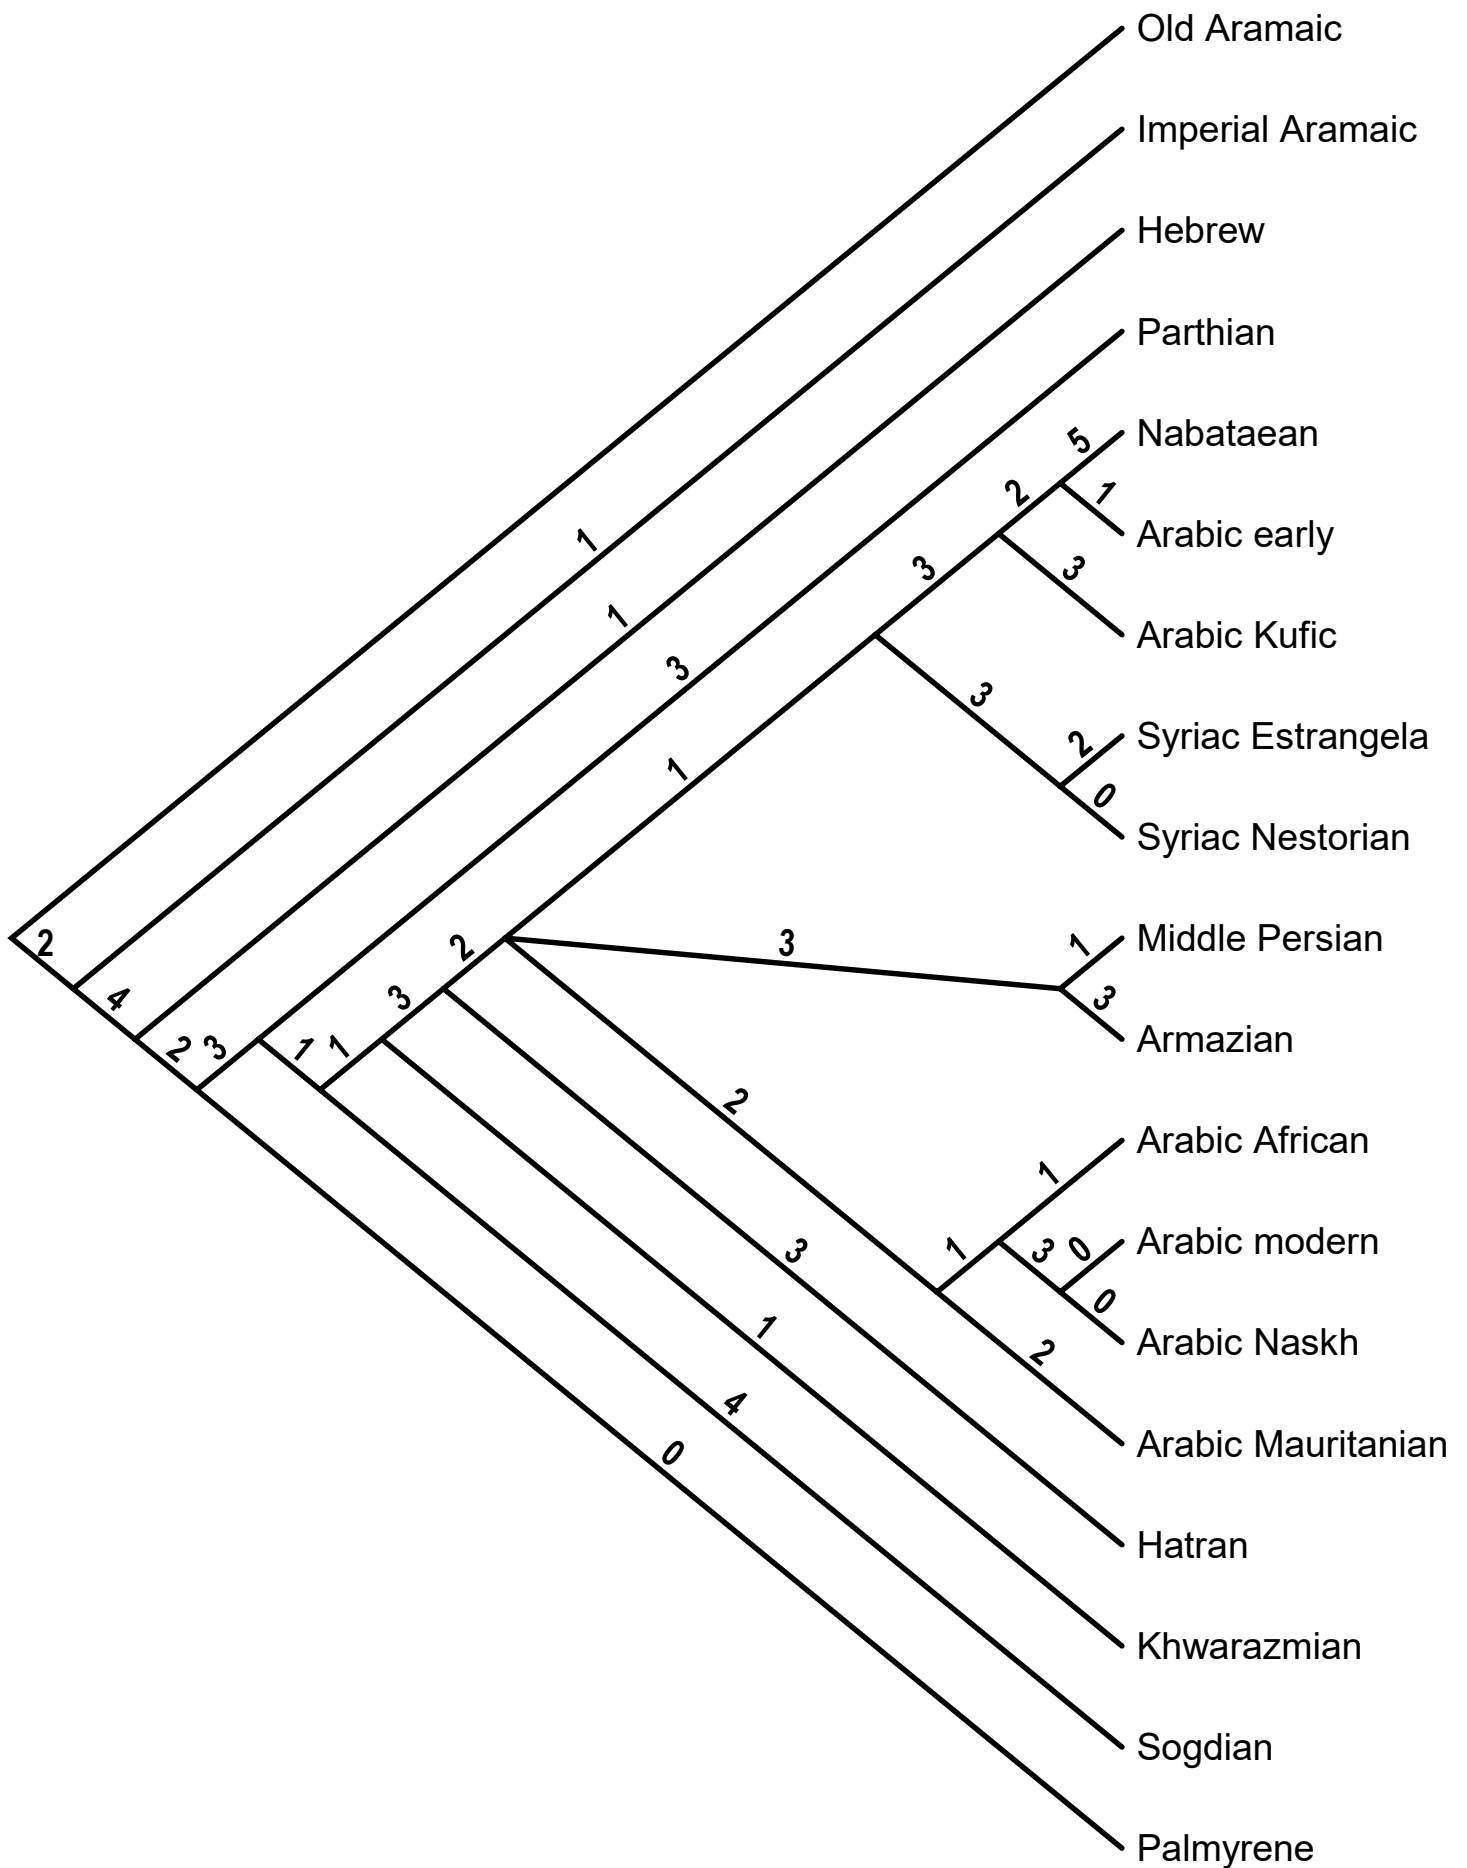 Old Aramaic
Imperial Aramaic
Hebrew
Parthian
5 Nabataean
2 1
Arabic early
1 3 3
Arabic Kufic
1
3 3
2 Syriac Estrangela
1 0
Syriac Nestorian
2 2 3 1 Middle Persian
4 3 3
2 3 1 1 Armazian
2
1 Arabic African
1 3 0 Arabic modern
3 0
1 2 Arabic Naskh
4 Arabic Mauritanian
0
Hatran
Khwarazmian
Sogdian
Palmyrene